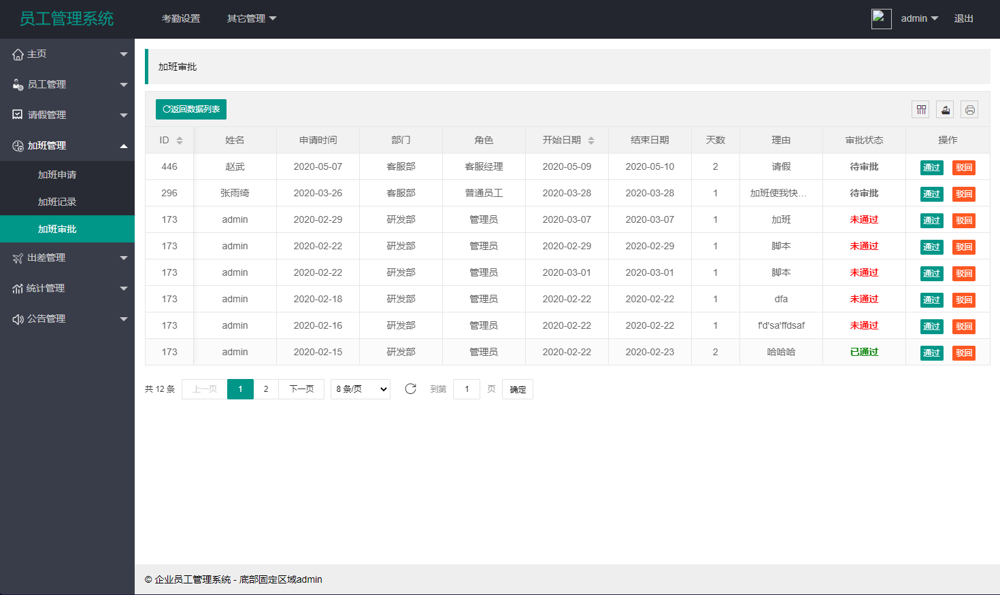 员工管理系统 考勤设置 其它管理 admin 退出
主页
员工管理
请假管理
加班管理
加班申请
加班记录
加班审批
出差管理
统计管理
公告管理
加班审批
返回数据列表
ID 姓名 申请时间 部门 角色 开始日期 结束日期 天数 理由 审批状态 操作
446 赵武 2020-05-07 客服部 客服经理 2020-05-09 2020-05-10 2 请假 待审批 通过 驳回
296 张雨绮 2020-03-26 客服部 普通员工 2020-03-28 2020-03-28 1 加班使我快… 待审批 通过 驳回
173 admin 2020-02-29 研发部 管理员 2020-03-07 2020-03-07 1 加班 未通过 通过 驳回
173 admin 2020-02-22 研发部 管理员 2020-02-29 2020-02-29 1 脚本 未通过 通过 驳回
173 admin 2020-02-22 研发部 管理员 2020-03-01 2020-03-01 1 脚本 未通过 通过 驳回
173 admin 2020-02-18 研发部 管理员 2020-02-22 2020-02-22 1 dfa 未通过 通过 驳回
173 admin 2020-02-16 研发部 管理员 2020-02-22 2020-02-22 1 f'd'sa'ffdsaf 未通过 通过 驳回
173 admin 2020-02-15 研发部 管理员 2020-02-22 2020-02-23 2 哈哈哈 已通过 通过 驳回
共 12 条 上一页 1 2 下一页 8 条/页 到第 1 页 确定
© 企业员工管理系统 - 底部固定区域admin